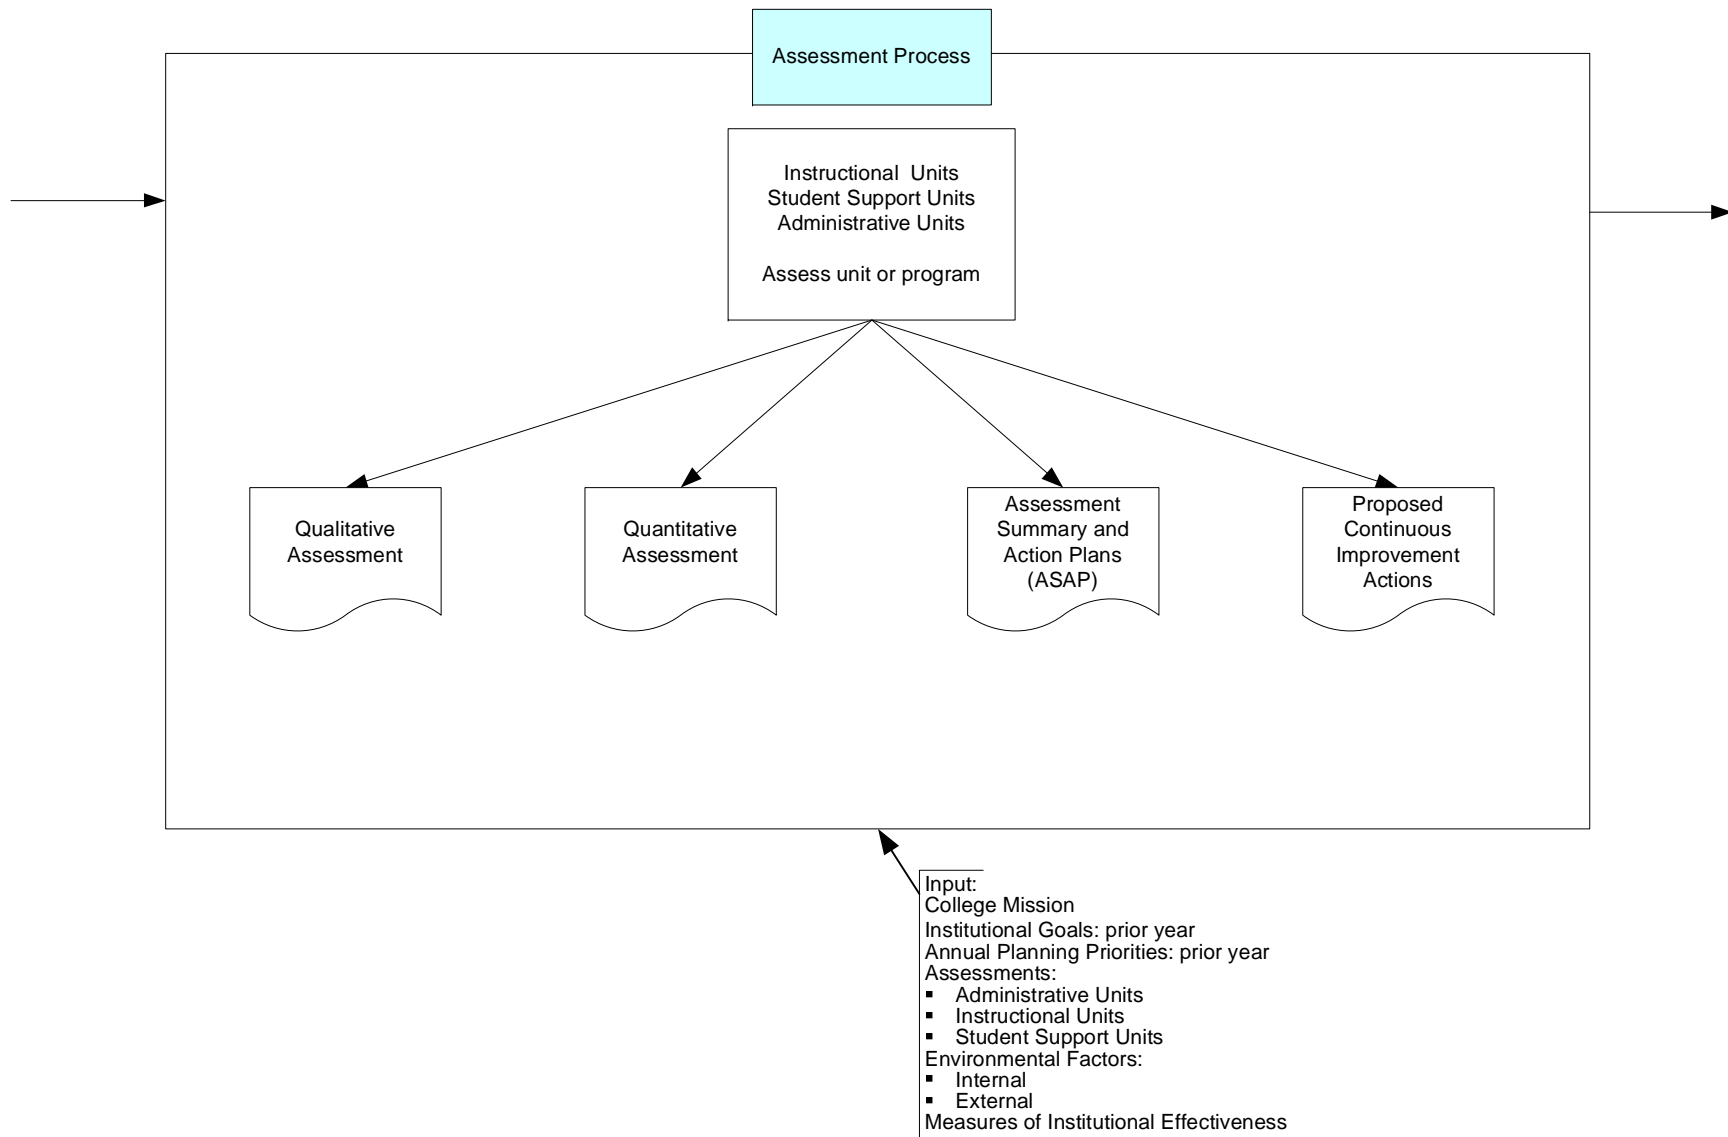 Assessment Process
Instructional  Units
Student Support Units
Administrative Units
Assess unit or program
Qualitative
Assessment
Quantitative
Assessment
Assessment
Summary and
Action Plans
(ASAP)
Proposed
Continuous
Improvement
Actions
Input:
College Mission
Institutional Goals: prior year
Annual Planning Priorities: prior year
Assessments:
▪ Administrative Units
▪ Instructional Units
▪ Student Support Units
Environmental Factors:
▪ Internal
▪ External
Measures of Institutional Effectiveness